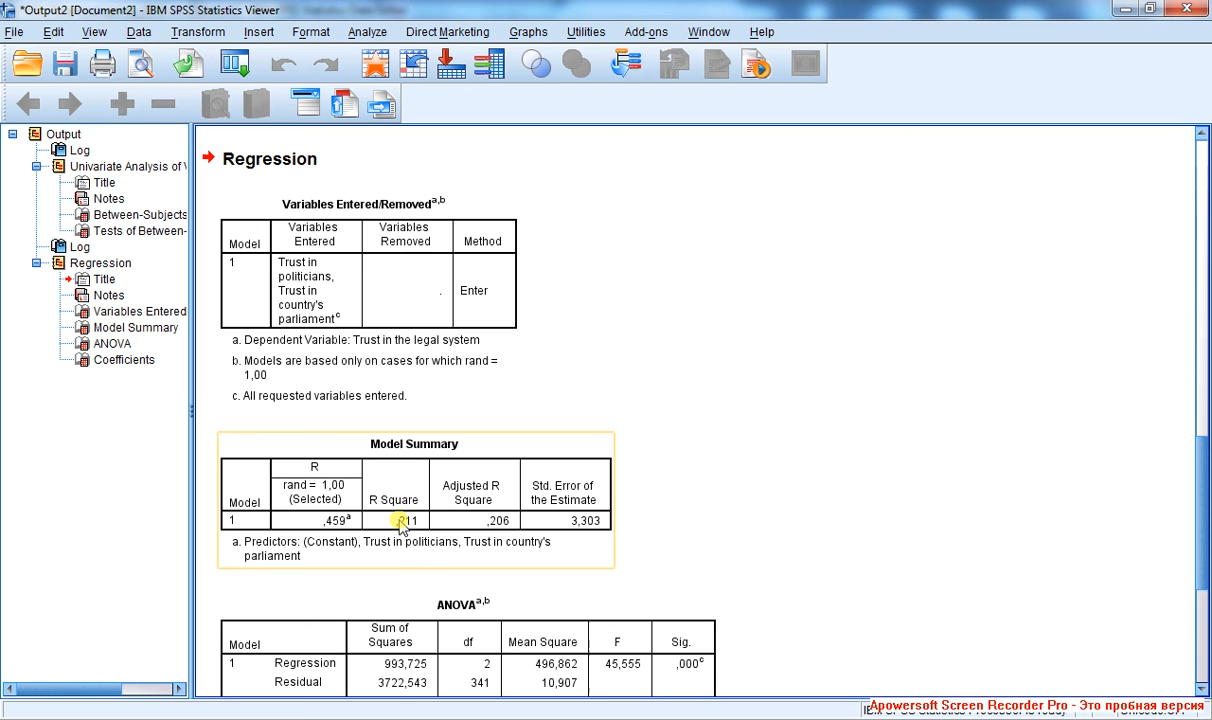 *Output2 [Document2] - IBM SPSS Statistics Viewer
File Edit View Data Transform Insert Format Analyze Direct Marketing Graphs Utilities Add-ons Window Help
Output
Log
Univariate Analysis of
Title
Notes
Between-Subjects
Tests of Between-
Log
Regression
Title
Notes
Variables Entered
Model Summary
ANOVA
Coefficients
Regression
Variables Entered/Removed a,b
Model Variables Entered Variables Removed Method
1 Trust in politicians, Trust in country's parliament c . Enter
a. Dependent Variable: Trust in the legal system
b. Models are based only on cases for which rand =
1,00
c. All requested variables entered.
Model Summary
Model R rand = 1,00 (Selected) R Square Adjusted R Square Std. Error of the Estimate
1 ,459a ,211 ,206 3,303
a. Predictors: (Constant), Trust in politicians, Trust in country's
parliament
ANOVA a,b
Model Sum of Squares df Mean Square F Sig.
1 Regression 993,725 2 496,862 45,555 ,000c
Residual 3722,543 341 10,907
Apowersoft Screen Recorder Pro - Это пробная версия